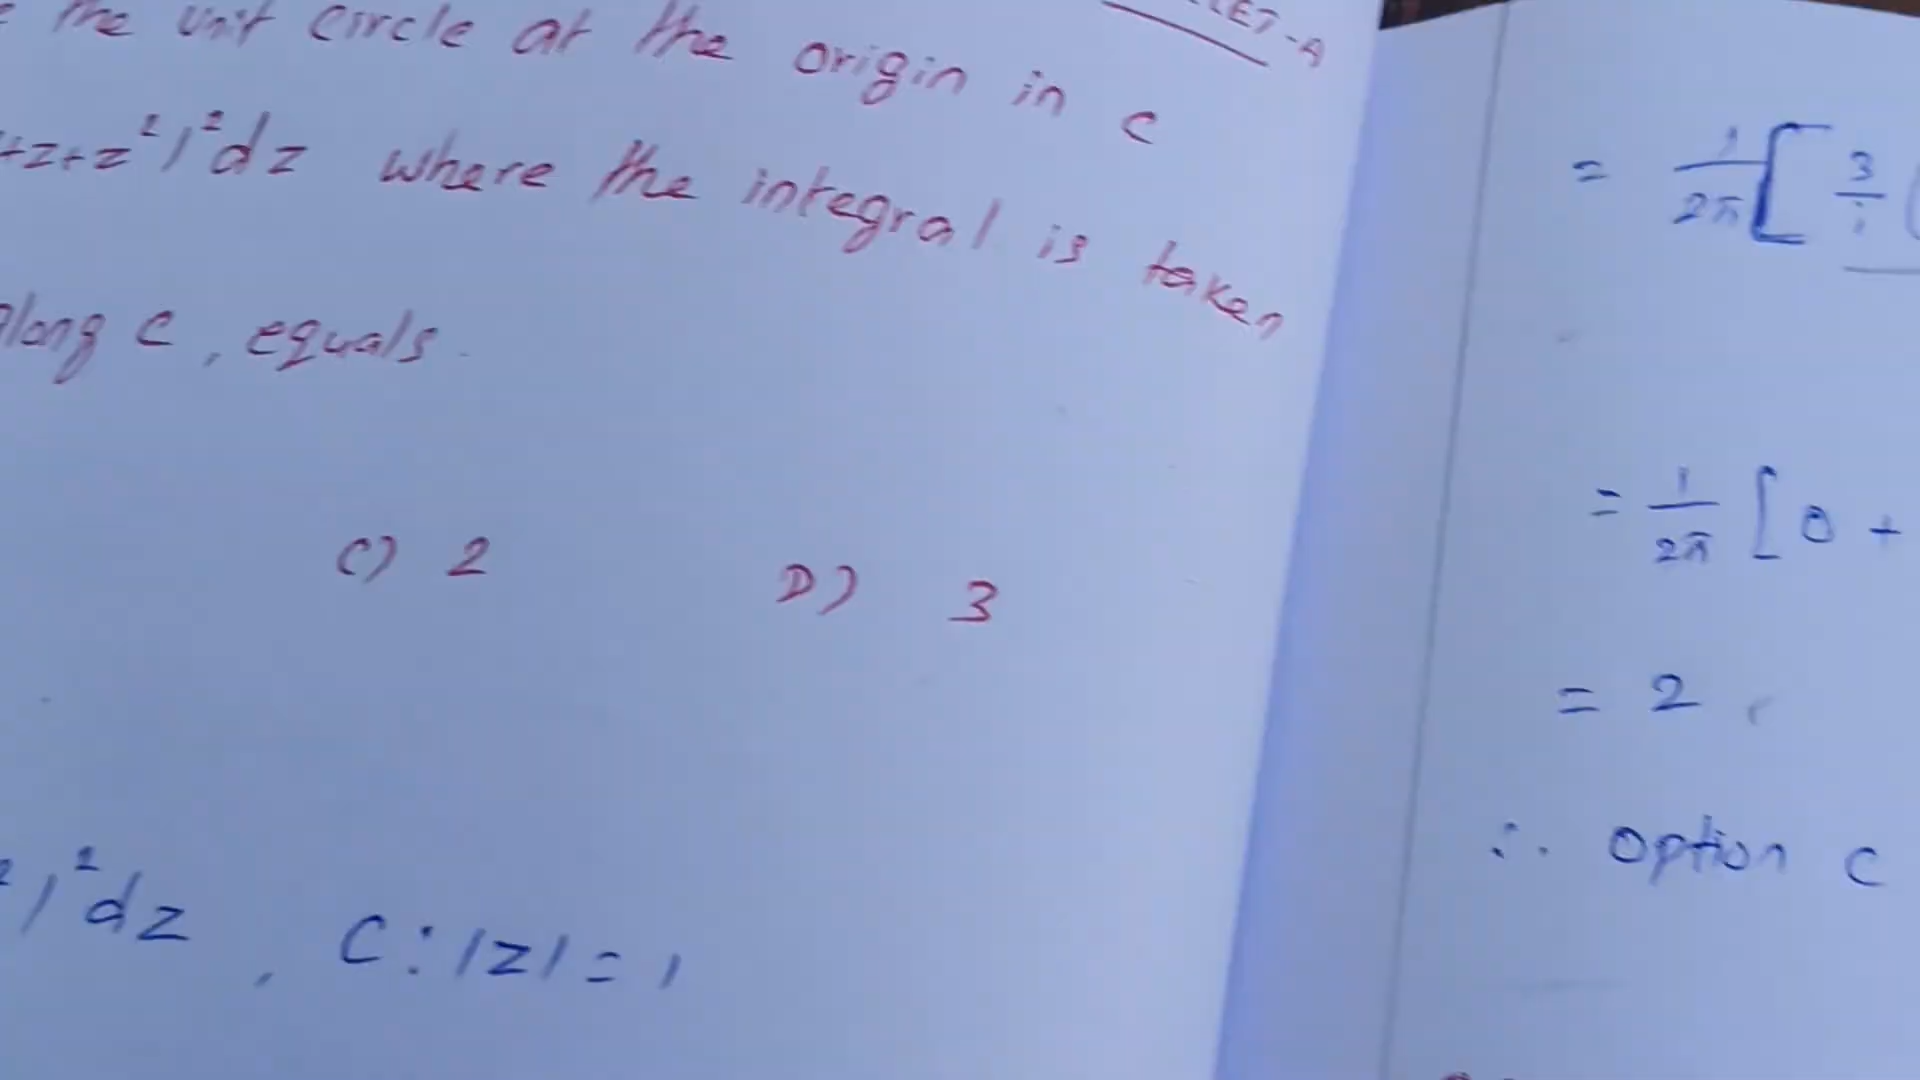 the unit circle at the origin in C
+z+z²|²dz where the integral is taken
along C, equals
C) 2 D) 3
|²dz , C:|z|=1
= 1/2π [ 3/i
= 1/2π [ 0 +
= 2
∴ option C